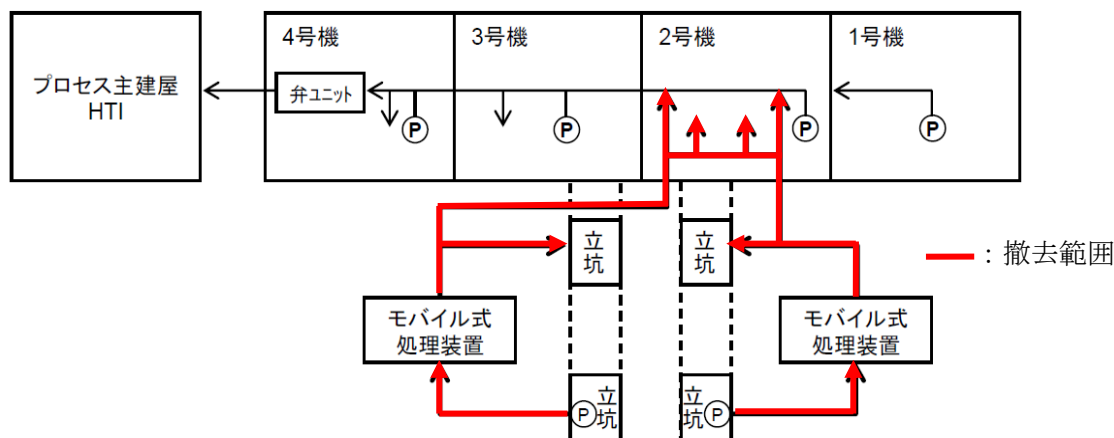 プロセス主建屋
HTI
4号機
3号機
2号機
1号機
弁ユニット
P
P
P
P
立
坑
立
坑
:撤去範囲
モバイル式
処理装置
モバイル式
処理装置
P
立
坑
立
坑
P